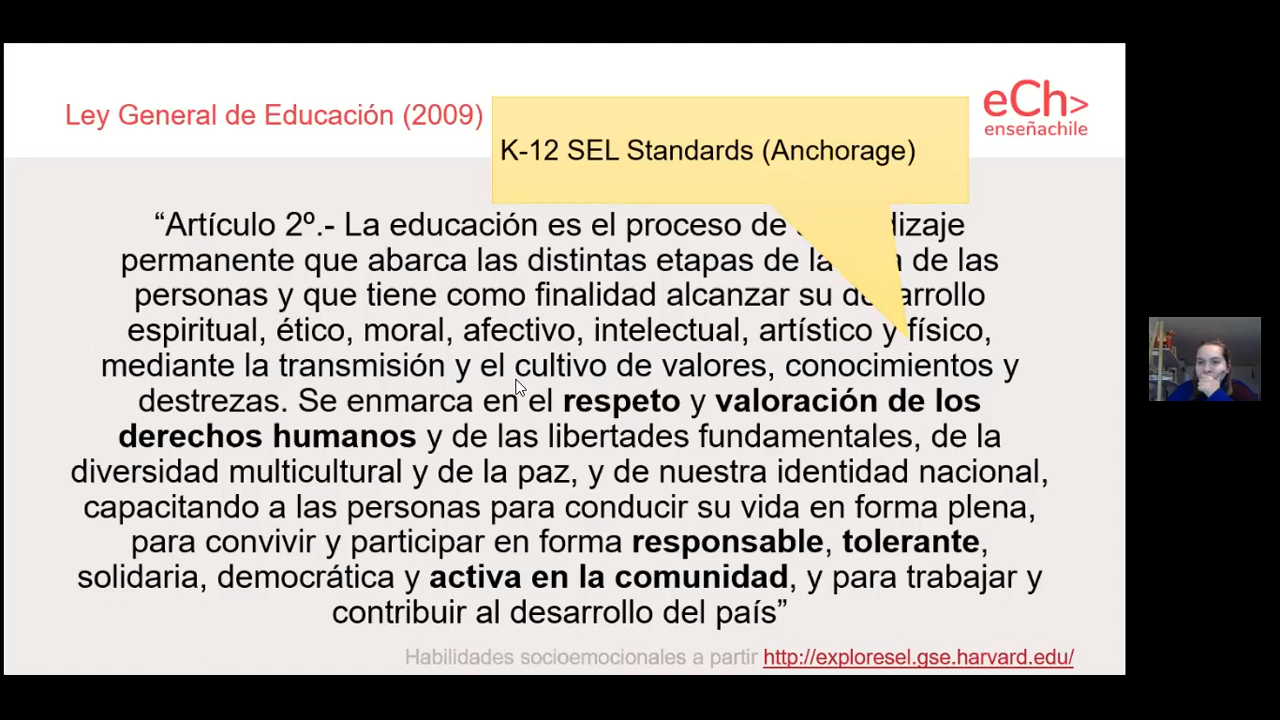 Ley General de Educación (2009)
K-12 SEL Standards (Anchorage)
eCh>
enseñachile
“Artículo 2º.- La educación es el proceso de dizaje
permanente que abarca las distintas etapas de la de las
personas y que tiene como finalidad alcanzar su de arrollo
espiritual, ético, moral, afectivo, intelectual, artístico y físico,
mediante la transmisión y el cultivo de valores, conocimientos y
destrezas. Se enmarca en el respeto y valoración de los
derechos humanos y de las libertades fundamentales, de la
diversidad multicultural y de la paz, y de nuestra identidad nacional,
capacitando a las personas para conducir su vida en forma plena,
para convivir y participar en forma responsable, tolerante,
solidaria, democrática y activa en la comunidad, y para trabajar y
contribuir al desarrollo del país”
Habilidades socioemocionales a partir http://exploresel.gse.harvard.edu/